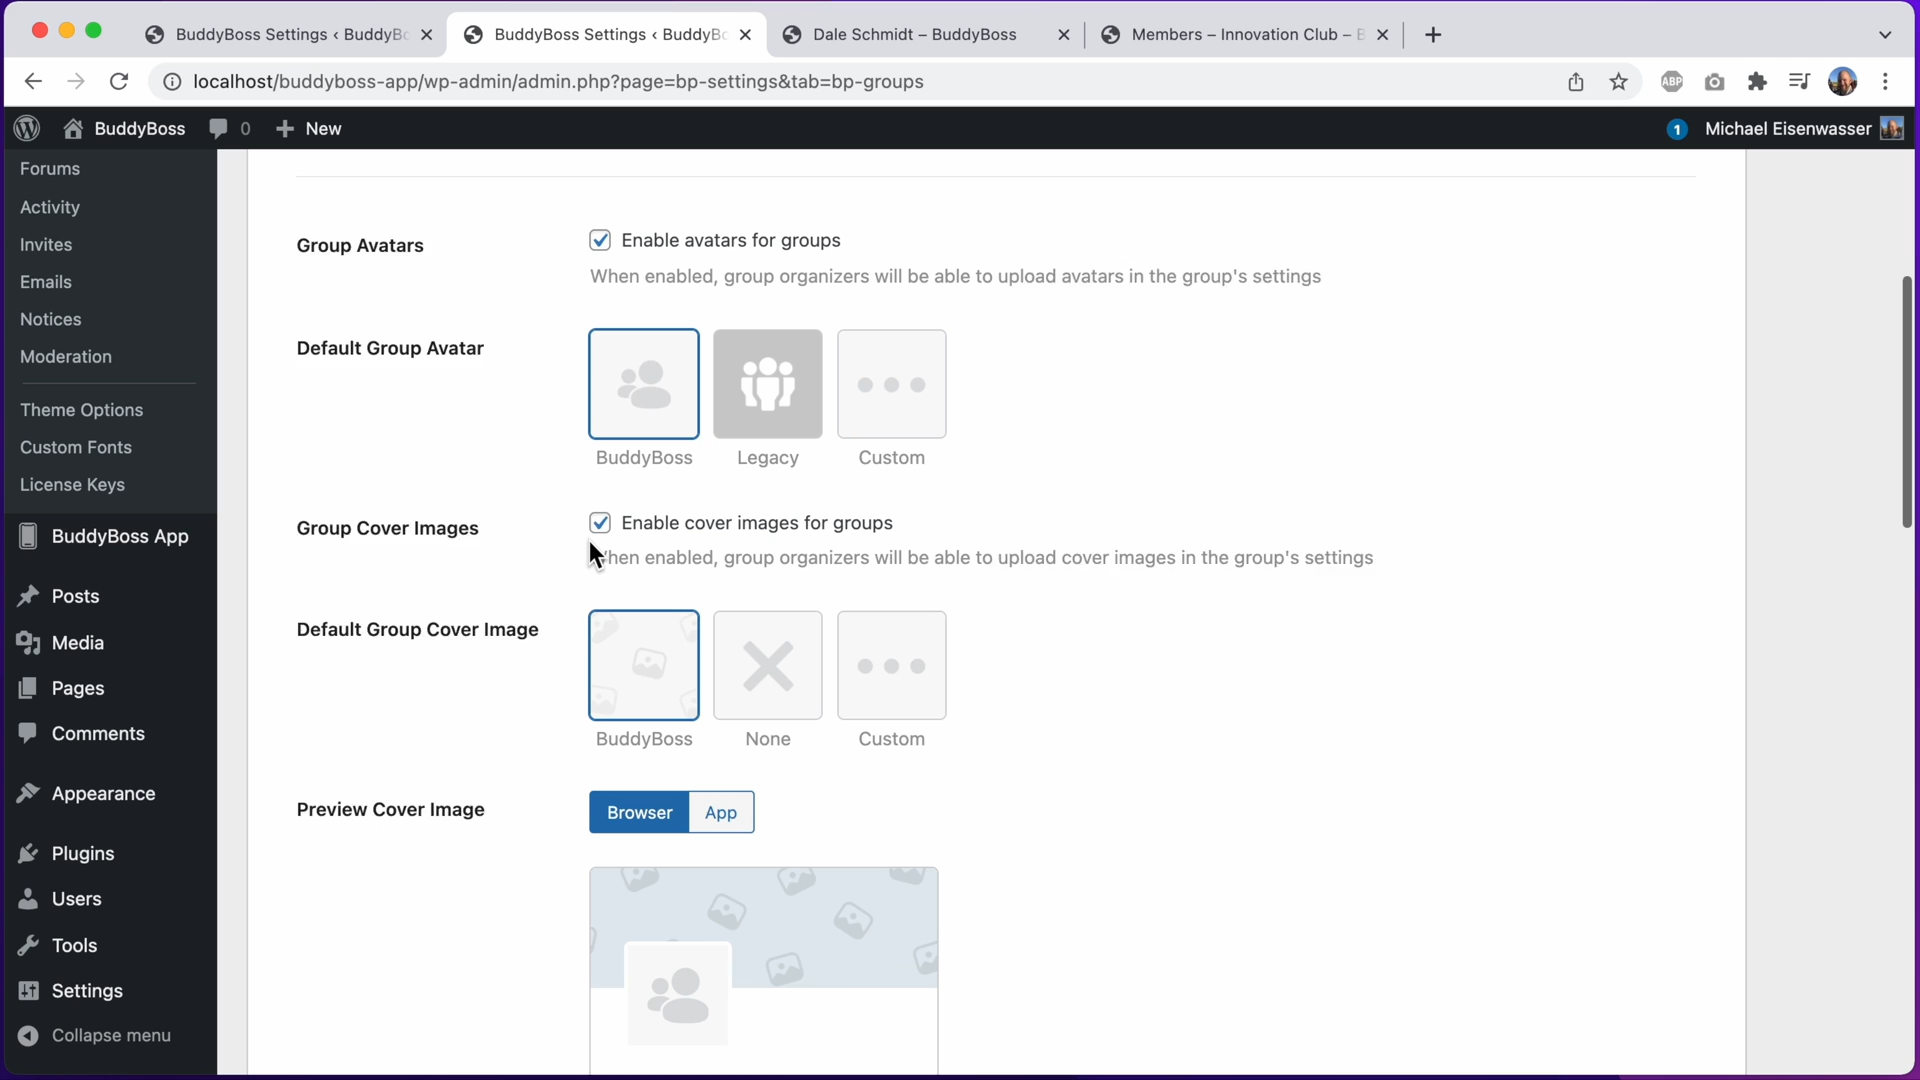 BuddyBoss Settings ‹ BuddyBo
BuddyBoss Settings ‹ BuddyBo
Dale Schmidt – BuddyBoss
Members – Innovation Club – B
localhost/buddyboss-app/wp-admin/admin.php?page=bp-settings&tab=bp-groups
ABP
BuddyBoss
0
New
1
Michael Eisenwasser
Forums
Activity
Invites
Emails
Notices
Moderation
Theme Options
Custom Fonts
License Keys
BuddyBoss App
Posts
Media
Pages
Comments
Appearance
Plugins
Users
Tools
Settings
Collapse menu
Group Avatars
Enable avatars for groups
When enabled, group organizers will be able to upload avatars in the group's settings
Default Group Avatar
BuddyBoss
Legacy
Custom
Group Cover Images
Enable cover images for groups
When enabled, group organizers will be able to upload cover images in the group's settings
Default Group Cover Image
BuddyBoss
None
Custom
Preview Cover Image
Browser
App